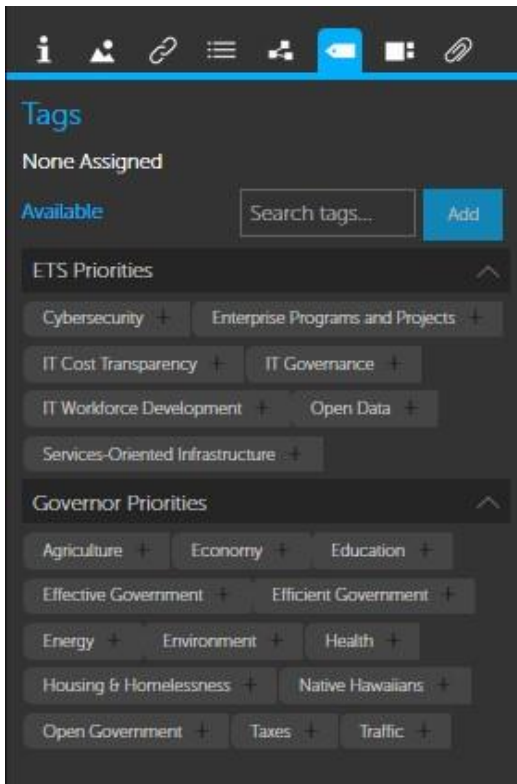 Tags
None Assigned
Available Search tags... Add
ETS Priorities
Cybersecurity + Enterprise Programs and Projects +
IT Cost Transparency + IT Governance +
IT Workforce Development + Open Data +
Services-Oriented Infrastructure +
Governor Priorities
Agriculture + Economy + Education +
Effective Government + Efficient Government +
Energy + Environment + Health +
Housing & Homelessness + Native Hawaiians +
Open Government + Taxes + Traffic +